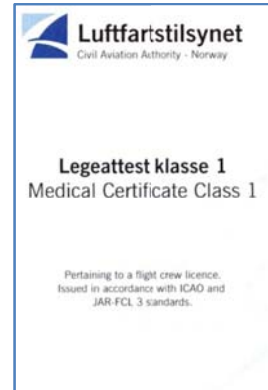 Luftfartstilsynet
Civil Aviation Authority - Norway
Legeattest klasse 1
Medical Certificate Class 1
Pertaining to a flight crew licence.
Issued in accordance with ICAO and
JAR-FCL 3 standards.